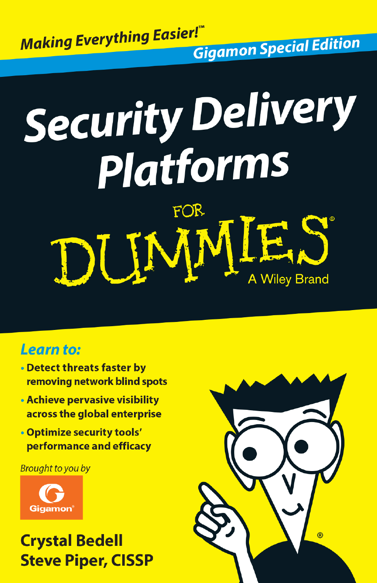 Making Everything Easier!™
Gigamon Special Edition
Security Delivery
Platforms
FOR
DUMMIES®
A Wiley Brand
Learn to:
• Detect threats faster by
removing network blind spots
• Achieve pervasive visibility
across the global enterprise
• Optimize security tools'
performance and efficacy
Brought to you by
G
Gigamon®
Crystal Bedell
Steve Piper, CISSP
®